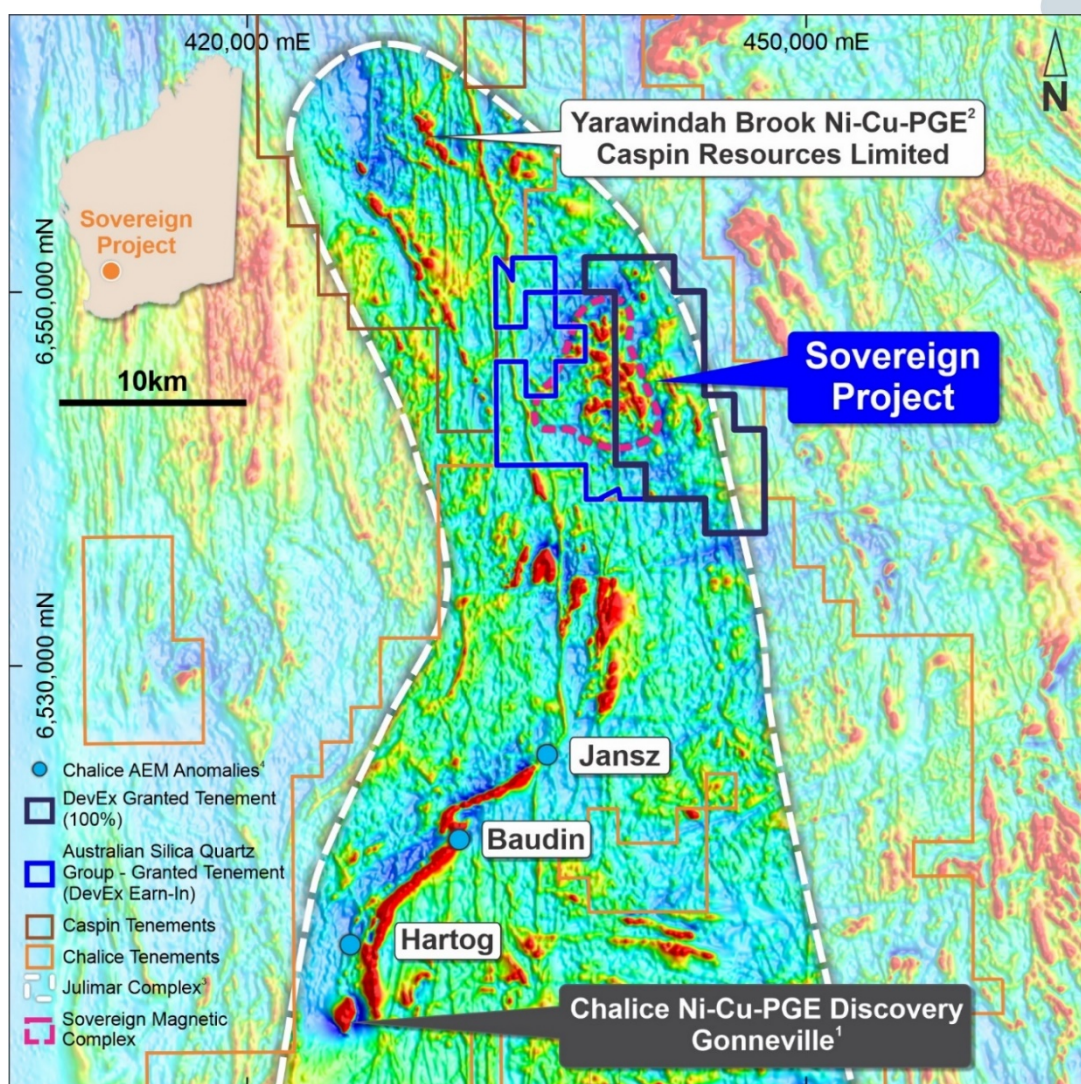 420,000 mE
450,000 mE
N
Yarawindah Brook Ni-Cu-PGE²
Caspin Resources Limited
Sovereign
Project
6,550,000 mN
10km
Sovereign
Project
6,530,000 mN
Jansz
Baudin
Hartog
Chalice Ni-Cu-PGE Discovery
Gonneville¹
Chalice AEM Anomalies⁴
DevEx Granted Tenement
(100%)
Australian Silica Quartz
Group - Granted Tenement
(DevEx Earn-In)
Caspin Tenements
Chalice Tenements
Julimar Complex³
Sovereign Magnetic
Complex